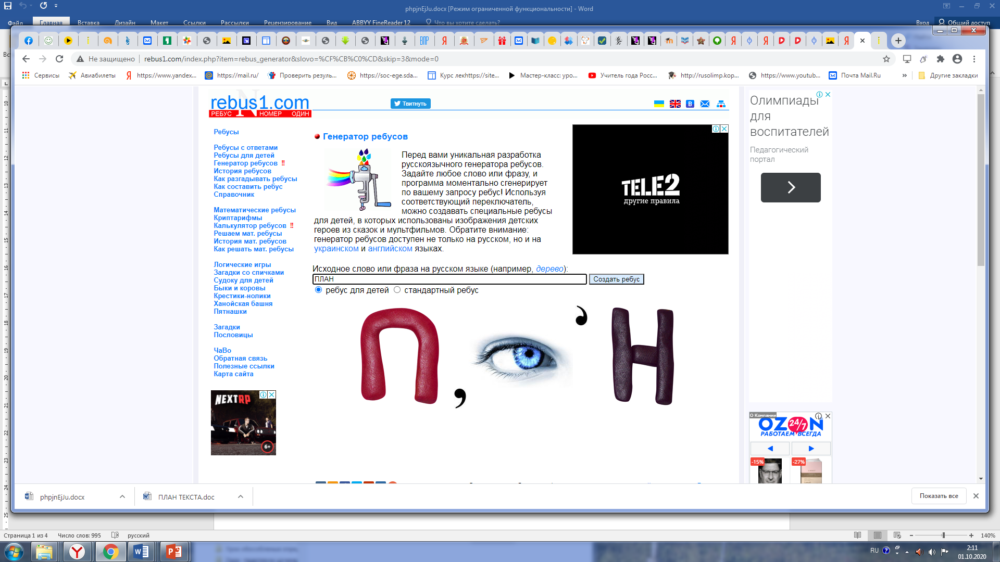 phpjnEjJu.docx [Режим ограниченной функциональности] - Word
Файл Главная Вставка Дизайн Макет Ссылки Рассылки Рецензирование Вид ABBYY FineReader 12 Что вы хотите сделать? Вход Общий доступ
Не защищено rebus1.com/index.php?item=rebus_generator&slovo=%CF%CB%C0%CD&skip=3&mode=0
Сервисы Авиабилеты https://www.yandex... https://mail.ru/ Проверить резуль... https://soc-ege.sda... Курс лекhttps://site... Мастер-класс: уро... Учитель года Росс... http://rusolimp.kop... https://www.youtub... Почта Mail.Ru » Другие закладки
rebus1.com
РЕБУС НОМЕР ОДИН
Твитнуть
Ребусы
Ребусы с ответами
Ребусы для детей
Генератор ребусов !!
История ребусов
Как разгадывать ребусы
Как составить ребус
Справочник
Математические ребусы
Криптарифмы
Калькулятор ребусов !!
Решаем мат. ребусы
История мат. ребусов
Как решать мат. ребусы
Логические игры
Загадки со спичками
Судоку для детей
Быки и коровы
Крестики-нолики
Ханойская башня
Пятнашки
Загадки
Пословицы
ЧаВо
Обратная связь
Полезные ссылки
Карта сайта
NEXTRP
6+
Генератор ребусов
Перед вами уникальная разработка
русскоязычного генератора ребусов.
Задайте любое слово или фразу, и
программа моментально сгенерирует
по вашему запросу ребус! Используя
соответствующий переключатель,
можно создавать специальные ребусы
для детей, в которых использованы изображения детских
героев из сказок и мультфильмов. Обратите внимание:
генератор ребусов доступен не только на русском, но и на
украинском и английском языках.
TELE2
другие правила
Исходное слово или фраза на русском языке (например, дерево):
ПЛАН Создать ребус
ребус для детей стандартный ребус
П , ’ Н
Олимпиады
для
воспитателей
Педагогический
портал
О Компании
OZON 24/7
РАБОТАЕМ ВСЕГДА
-15% -27%
phpjnEjJu.docx ПЛАН ТЕКСТА.doc Показать все
Страница 1 из 4 Число слов: 995 русский 140%
RU 2:11
01.10.2020